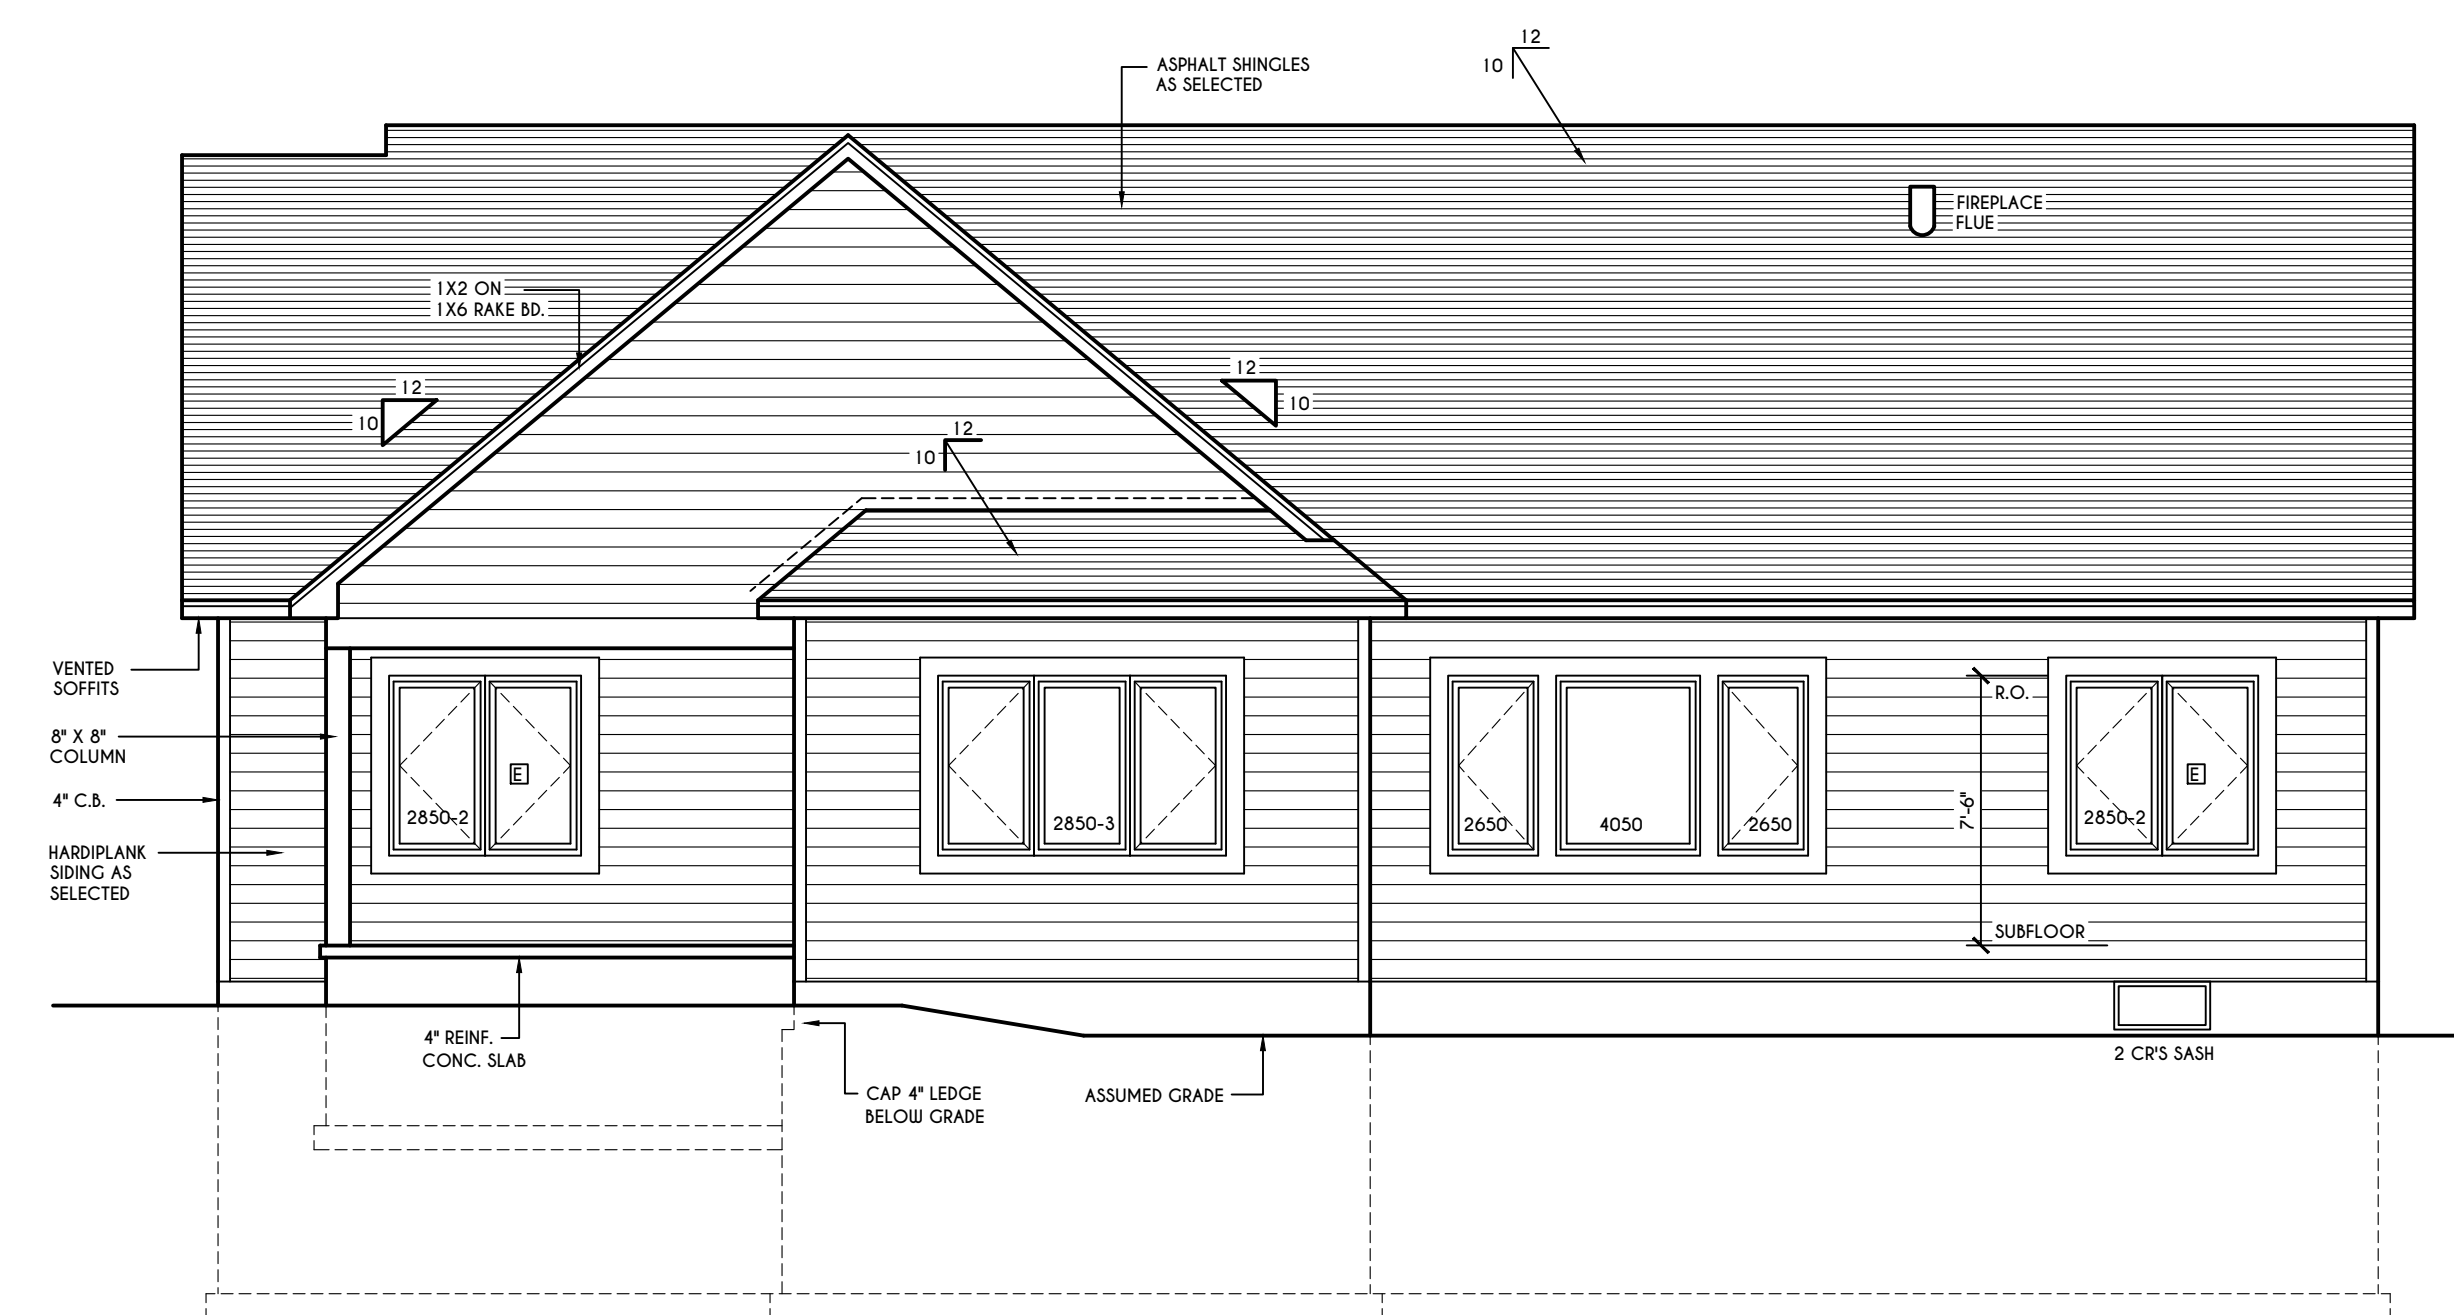 12
10
ASPHALT SHINGLES
AS SELECTED
FIREPLACE
FLUE
1X2 ON
1X6 RAKE BD.
12
10
12
10
12
10
VENTED
SOFFITS
8" X 8"
COLUMN
4" C.B.
HARDIPLANK
SIDING AS
SELECTED
E
2850-2
2850-3
2650
4050
2650
R.O.
7'-6"
E
2850-2
SUBFLOOR
4" REINF.
CONC. SLAB
CAP 4" LEDGE
BELOW GRADE
ASSUMED GRADE
2 CR'S SASH